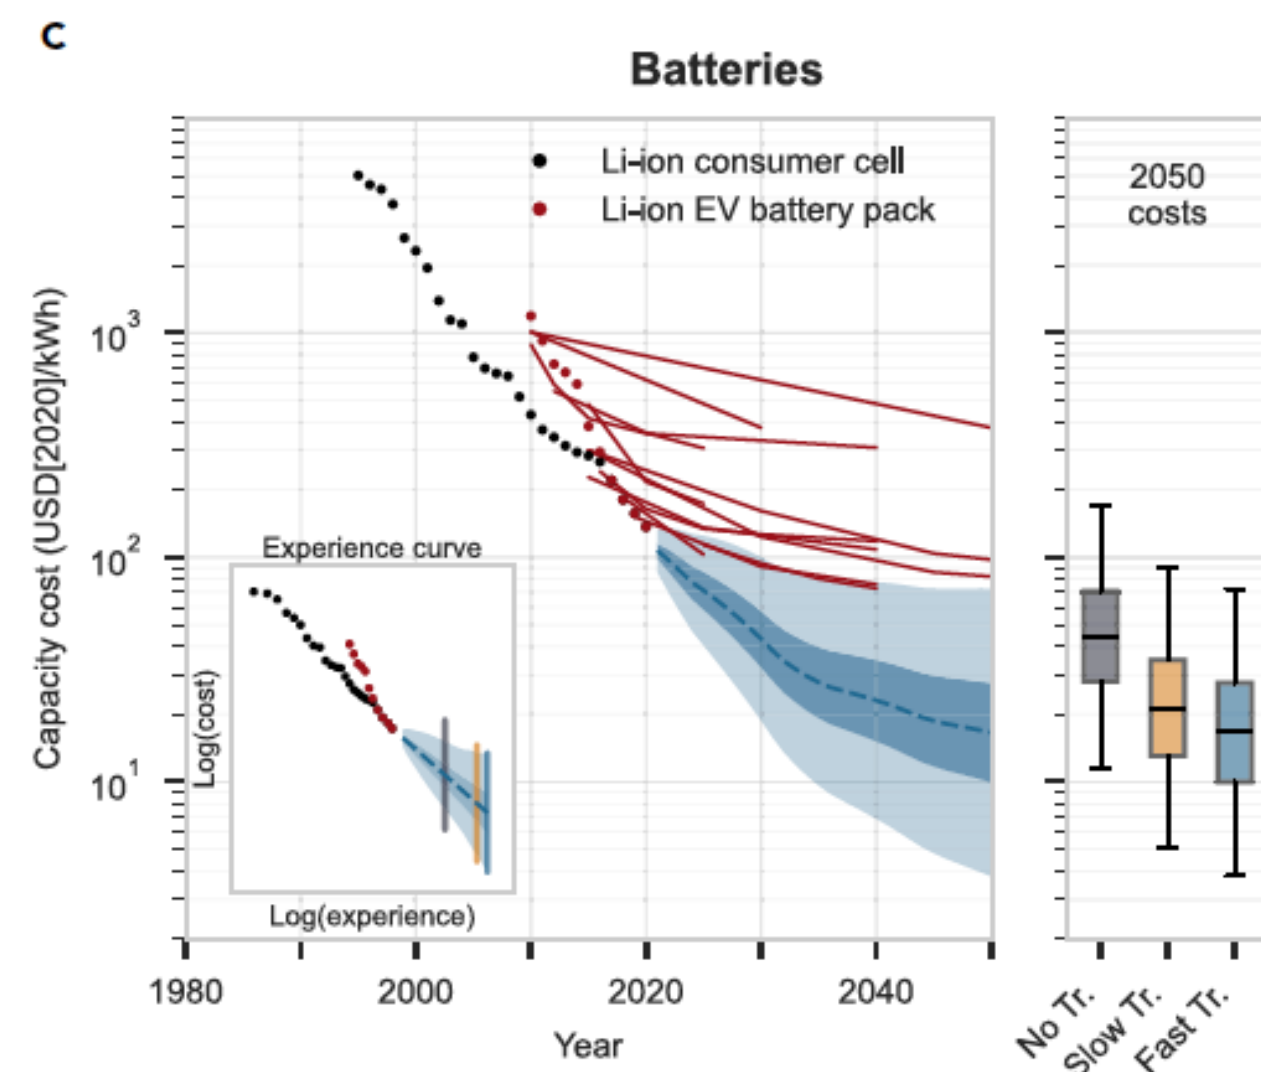 C
Batteries
Li-ion consumer cell
Li-ion EV battery pack
2050
costs
Capacity cost (USD[2020]/kWh)
10³
10²
10¹
Experience curve
Log(cost)
Log(experience)
1980
2000
2020
2040
Year
No Tr.
Slow Tr.
Fast Tr.